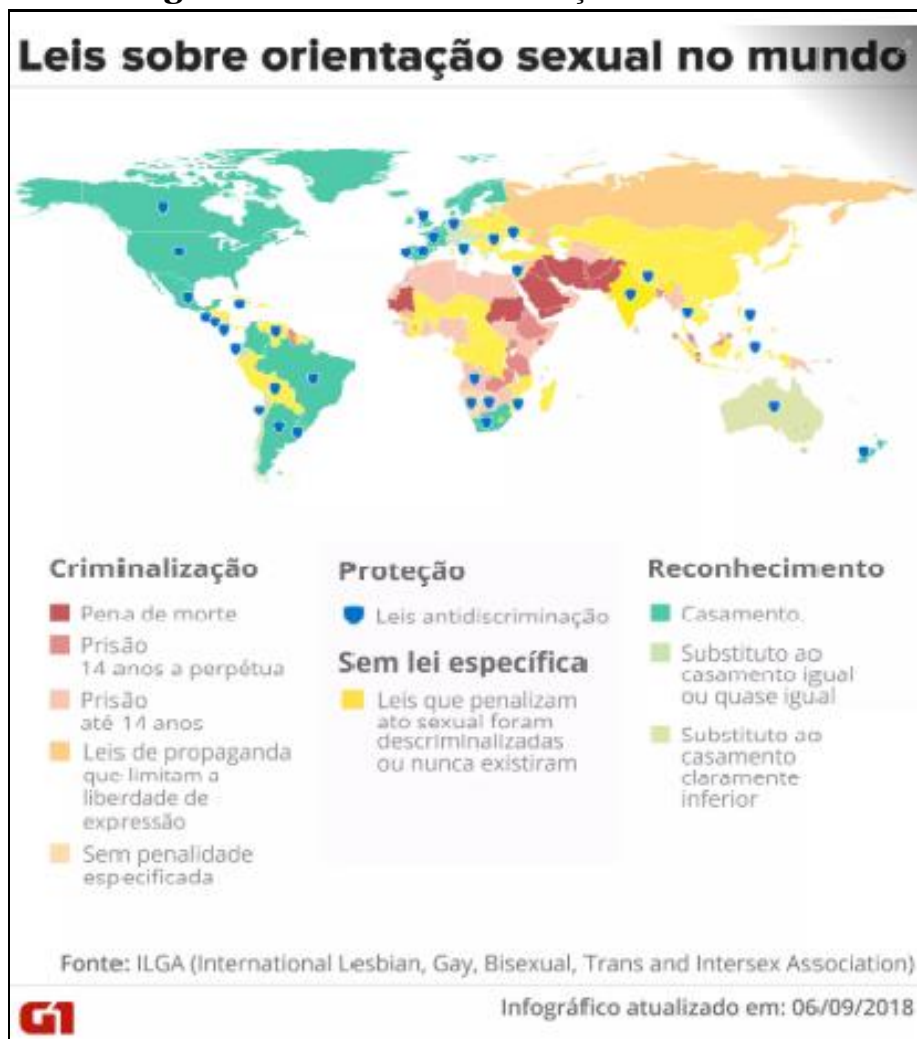 Leis sobre orientação sexual no mundo
Criminalização
Pena de morte
Prisão
14 anos a perpétua
Prisão
até 14 anos
Leis de propaganda
que limitam a
liberdade de
expressão
Sem penalidade
especificada
Proteção
Leis antidiscriminação
Sem lei específica
Leis que penalizam
ato sexual foram
descriminalizadas
ou nunca existiram
Reconhecimento
Casamento.
Substituto ao
casamento igual
ou quase igual
Substituto ao
casamento
claramente
inferior
Fonte: ILGA (International Lesbian, Gay, Bisexual, Trans and Intersex Association)
G1
Infográfico atualizado em: 06/09/2018